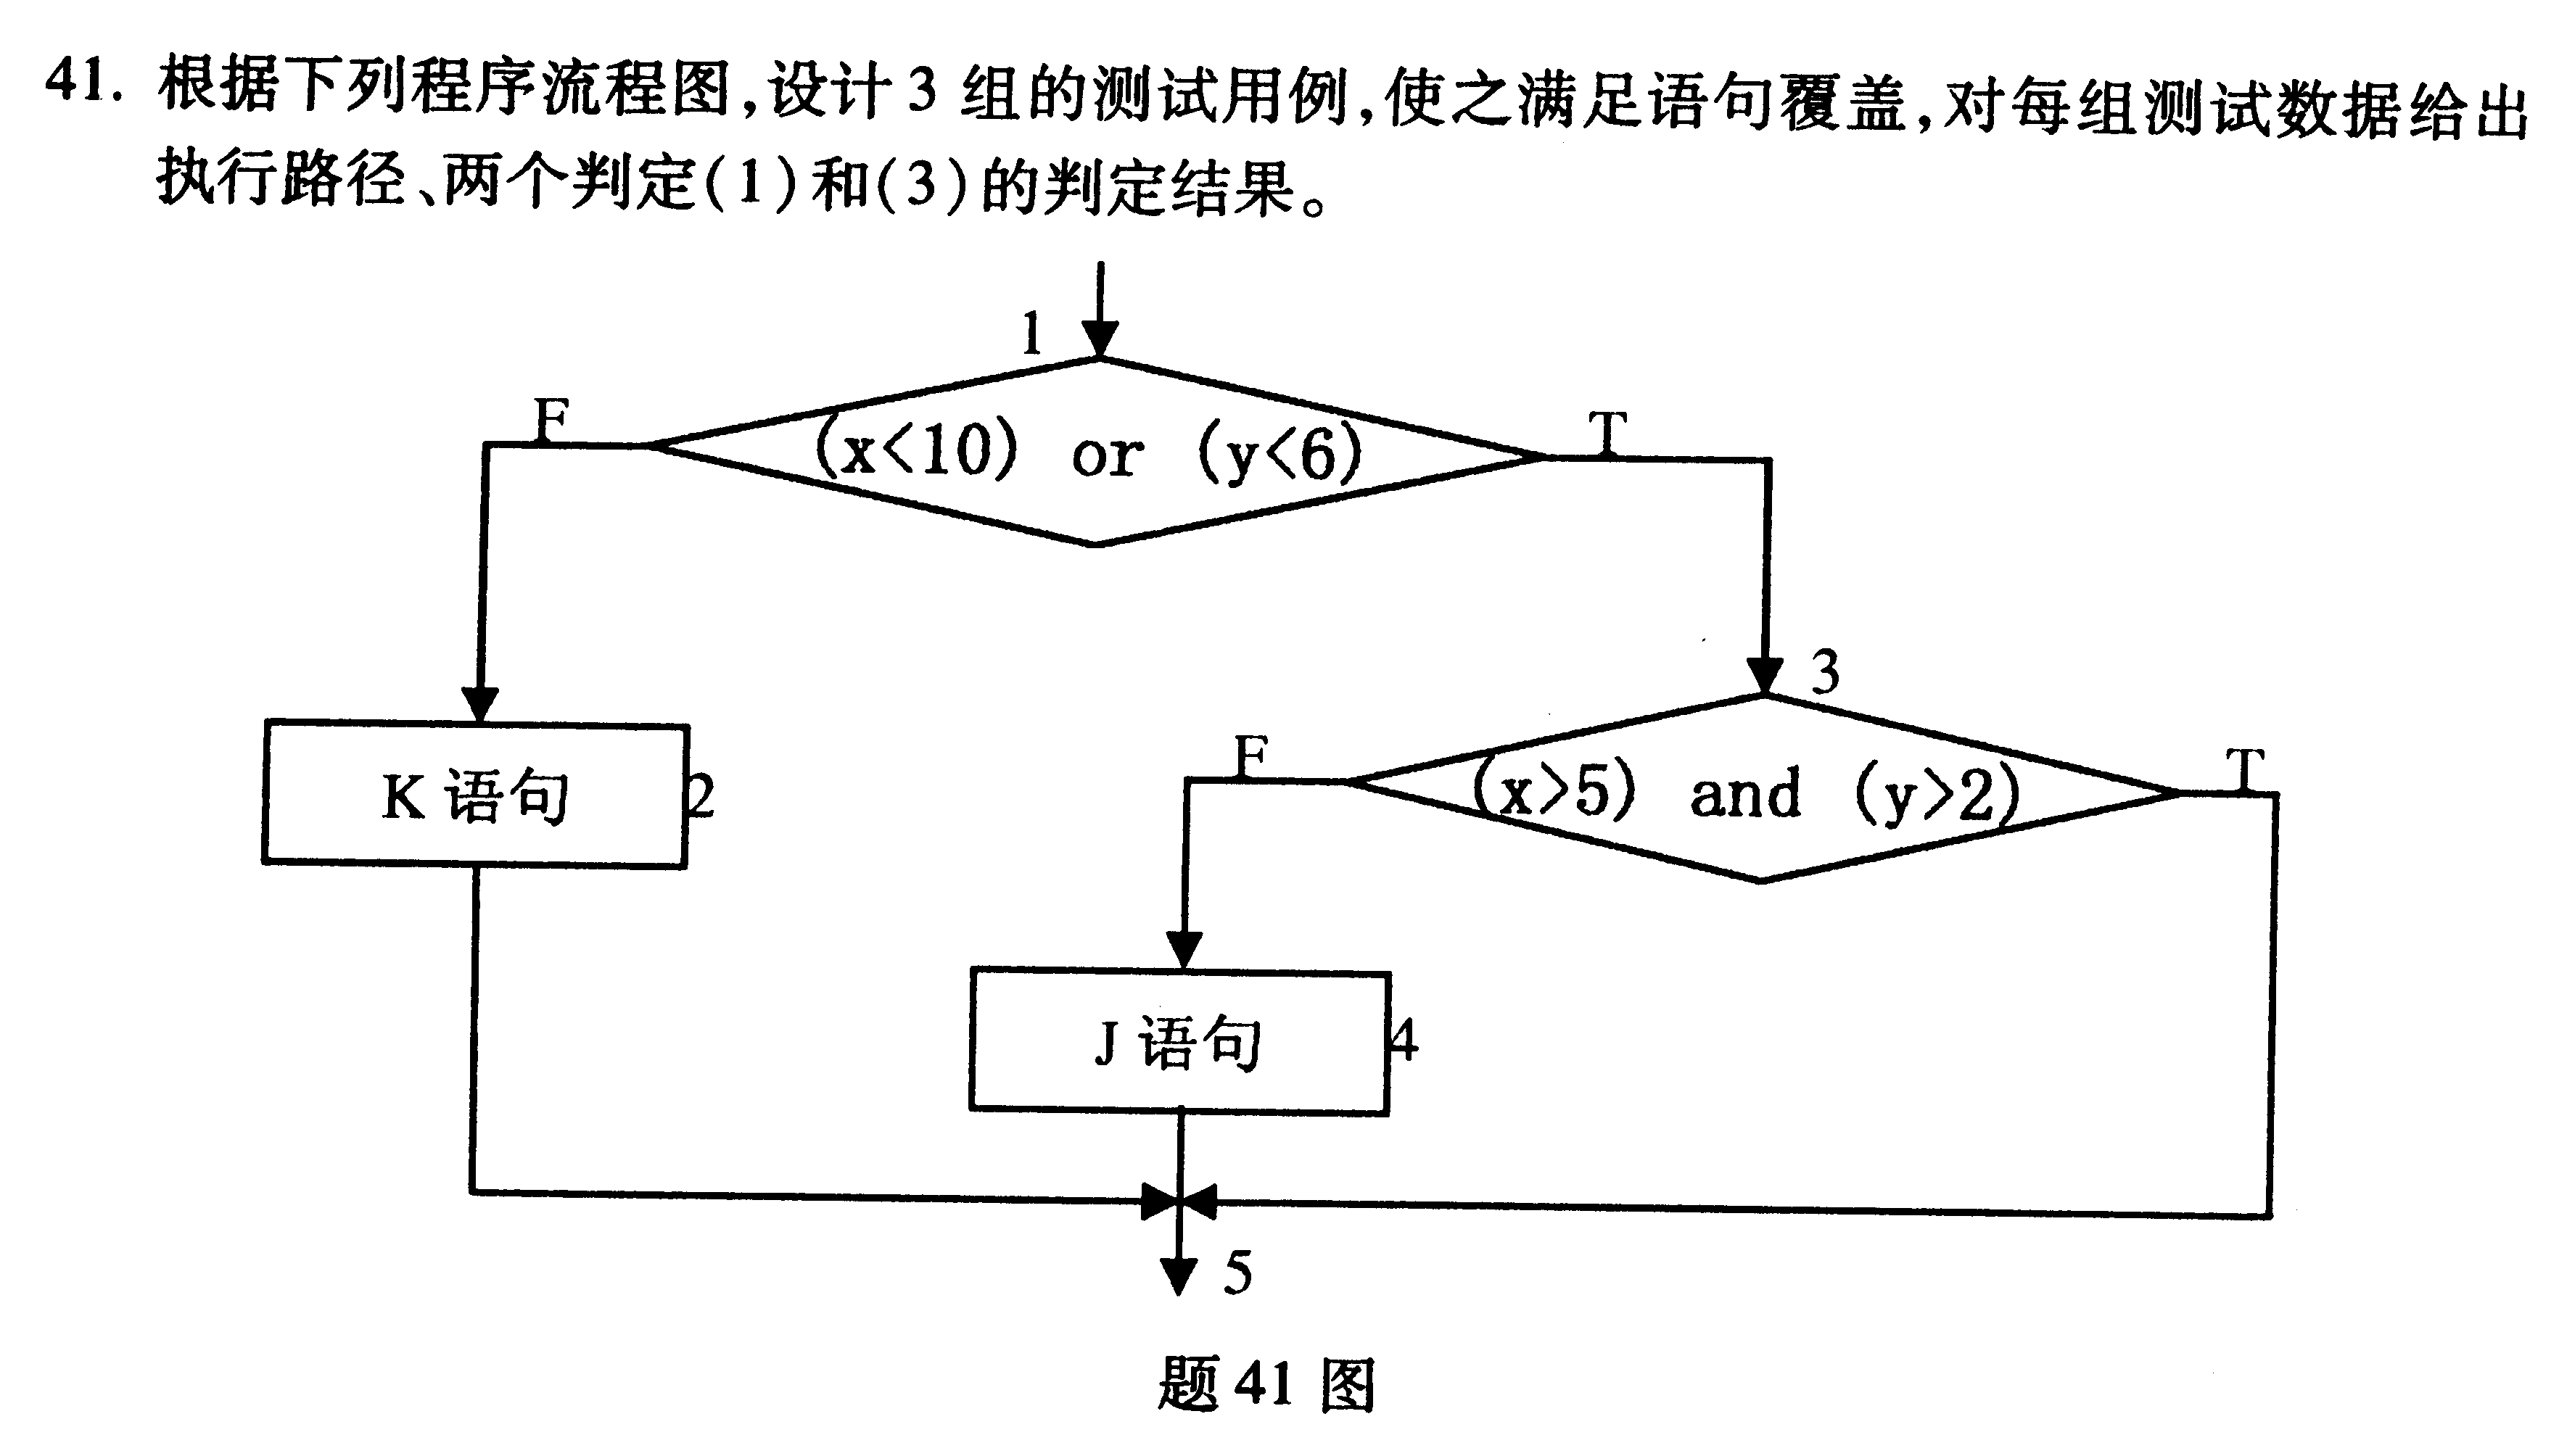 41. 根据下列程序流程图,设计3 组的测试用例,使之满足语句覆盖,对每组测试数据给出
执行路径、两个判定(1)和(3)的判定结果。
1
F
(x<10) or (y<6)
T
3
F
(x>5) and (y>2)
T
K 语句 2
J 语句 4
5
题 41 图